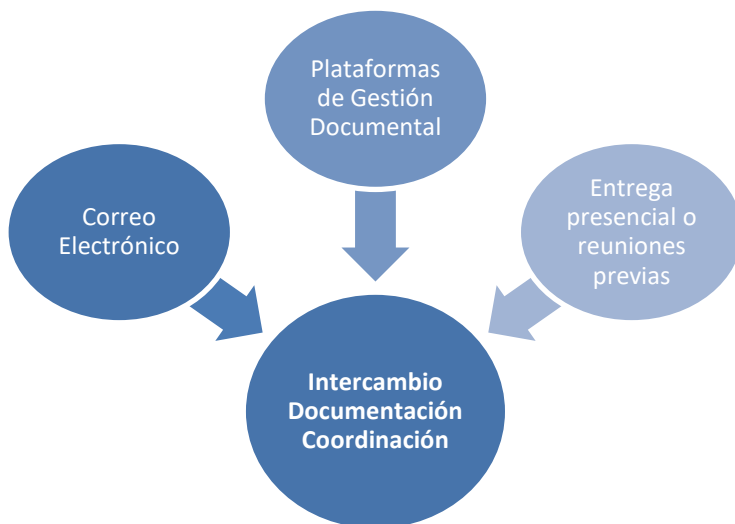 Plataformas
de Gestión
Documental
Correo
Electrónico
Entrega
presencial o
reuniones
previas
Intercambio
Documentación
Coordinación